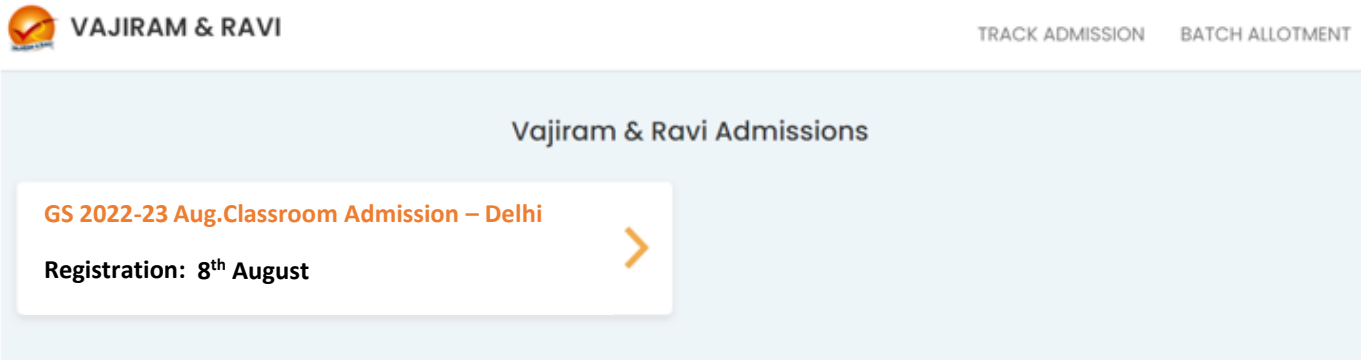 VAJIRAM & RAVI
TRACK ADMISSION BATCH ALLOTMENT
Vajiram & Ravi Admissions
GS 2022-23 Aug.Classroom Admission – Delhi
Registration: 8th August